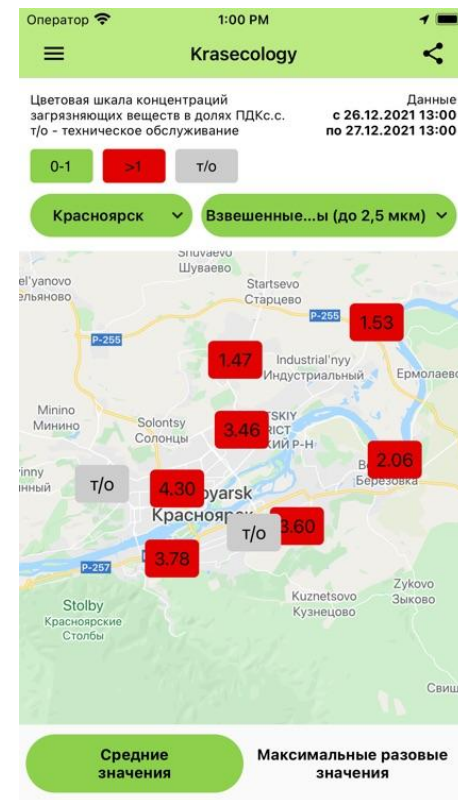 Оператор 1:00 PM
Krasecology
Цветовая шкала концентраций
загрязняющих веществ в долях ПДКс.с.
т/о - техническое обслуживание
Данные
с 26.12.2021 13:00
по 27.12.2021 13:00
0-1 >1 т/о
Красноярск
Взвешенные...ы (до 2,5 мкм)
Shuvaevo
Шуваево
Startsevo
Старцево
P-255
1.53
P-255
1.47
Industrial'nyy
Индустриальный
Ермолаево
Minino
Минино
Solontsy
Солонцы
3.46
2.06
Березовка
т/о
4.30
Красноярск
т/о
3.60
3.78
P-257
Stolby
Красноярские
Столбы
Kuznetsovo
Кузнецово
Zykovo
Зыково
Средние
значения
Максимальные разовые
значения